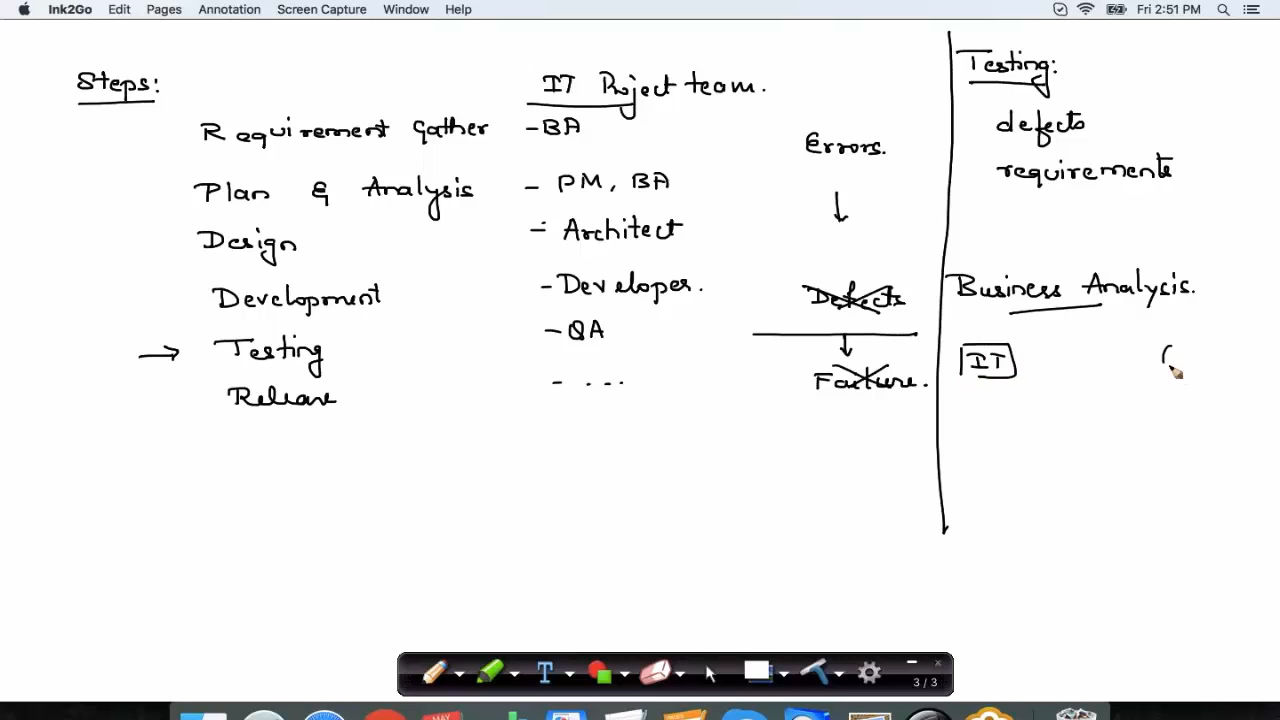 Ink2Go Edit Pages Annotation Screen Capture Window Help Fri 2:51 PM
Steps:
IT Project team.
Requirement Gather - BA
Plan & Analysis - PM, BA
Design - Architect
Development - Developer.
Testing - QA
Release - ...
Errors.
Defects
Failure.
Testing:
defects
requirements
Business Analysis.
IT
T
3 / 3
MAY